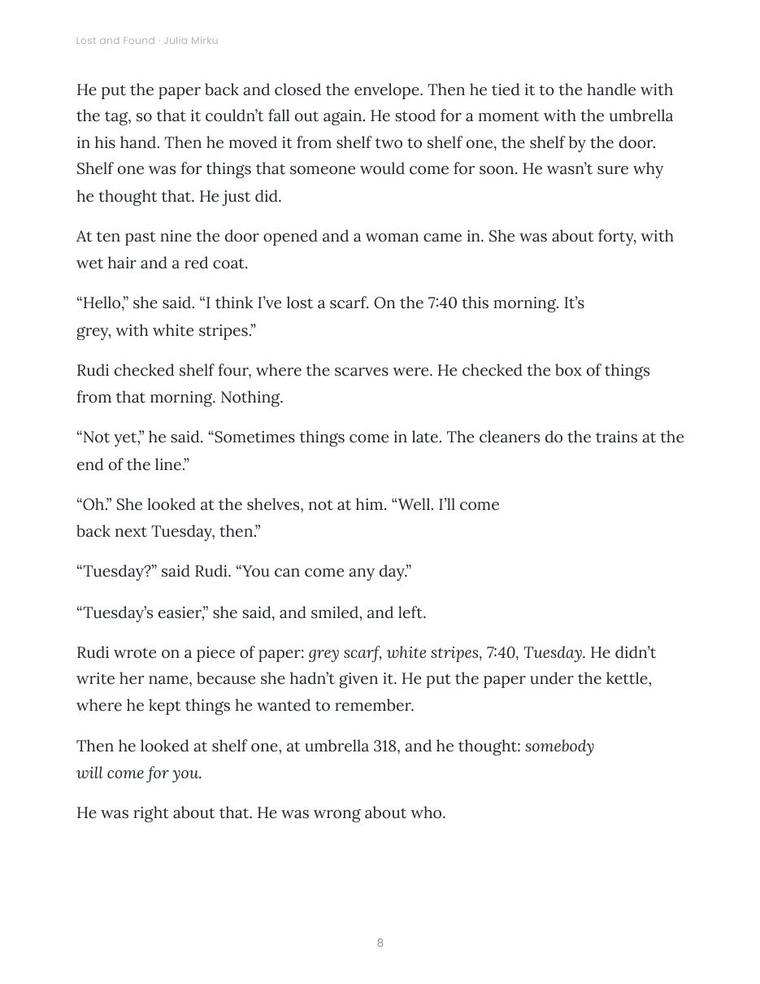 Lost and Found · Julia Mirku
He put the paper back and closed the envelope. Then he tied it to the handle with
the tag, so that it couldn’t fall out again. He stood for a moment with the umbrella
in his hand. Then he moved it from shelf two to shelf one, the shelf by the door.
Shelf one was for things that someone would come for soon. He wasn’t sure why
he thought that. He just did.
At ten past nine the door opened and a woman came in. She was about forty, with
wet hair and a red coat.
“Hello,” she said. “I think I’ve lost a scarf. On the 7:40 this morning. It’s
grey, with white stripes.”
Rudi checked shelf four, where the scarves were. He checked the box of things
from that morning. Nothing.
“Not yet,” he said. “Sometimes things come in late. The cleaners do the trains at the
end of the line.”
“Oh.” She looked at the shelves, not at him. “Well. I’ll come
back next Tuesday, then.”
“Tuesday?” said Rudi. “You can come any day.”
“Tuesday’s easier,” she said, and smiled, and left.
Rudi wrote on a piece of paper: grey scarf, white stripes, 7:40, Tuesday. He didn’t
write her name, because she hadn’t given it. He put the paper under the kettle,
where he kept things he wanted to remember.
Then he looked at shelf one, at umbrella 318, and he thought: somebody
will come for you.
He was right about that. He was wrong about who.
8